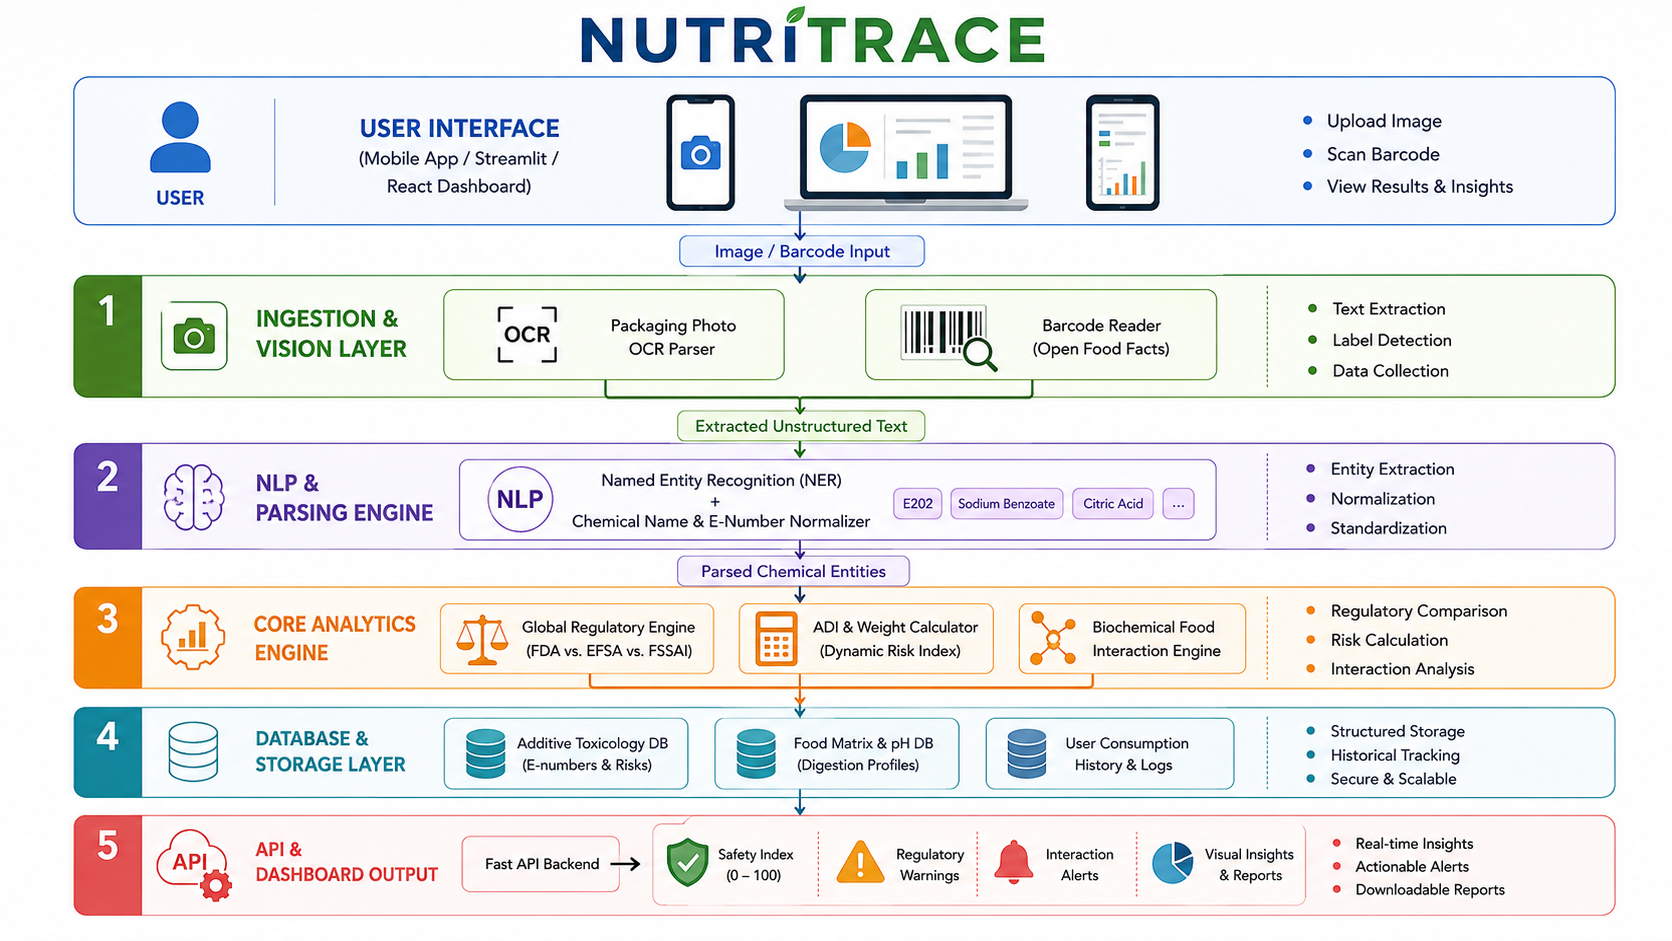 NUTRiTRACE
USER
USER INTERFACE
(Mobile App / Streamlit /
React Dashboard)
Upload Image
Scan Barcode
View Results & Insights
Image / Barcode Input
1
INGESTION &
VISION LAYER
OCR
Packaging Photo
OCR Parser
Barcode Reader
(Open Food Facts)
Text Extraction
Label Detection
Data Collection
Extracted Unstructured Text
2
NLP &
PARSING ENGINE
NLP
Named Entity Recognition (NER)
+
Chemical Name & E-Number Normalizer
E202
Sodium Benzoate
Citric Acid
...
Entity Extraction
Normalization
Standardization
Parsed Chemical Entities
3
CORE ANALYTICS
ENGINE
Global Regulatory Engine
(FDA vs. EFSA vs. FSSAI)
ADI & Weight Calculator
(Dynamic Risk Index)
Biochemical Food
Interaction Engine
Regulatory Comparison
Risk Calculation
Interaction Analysis
4
DATABASE &
STORAGE LAYER
Additive Toxicology DB
(E-numbers & Risks)
Food Matrix & pH DB
(Digestion Profiles)
User Consumption
History & Logs
Structured Storage
Historical Tracking
Secure & Scalable
5
API
API &
DASHBOARD OUTPUT
Fast API Backend
Safety Index
(0 – 100)
Regulatory
Warnings
Interaction
Alerts
Visual Insights
& Reports
Real-time Insights
Actionable Alerts
Downloadable Reports